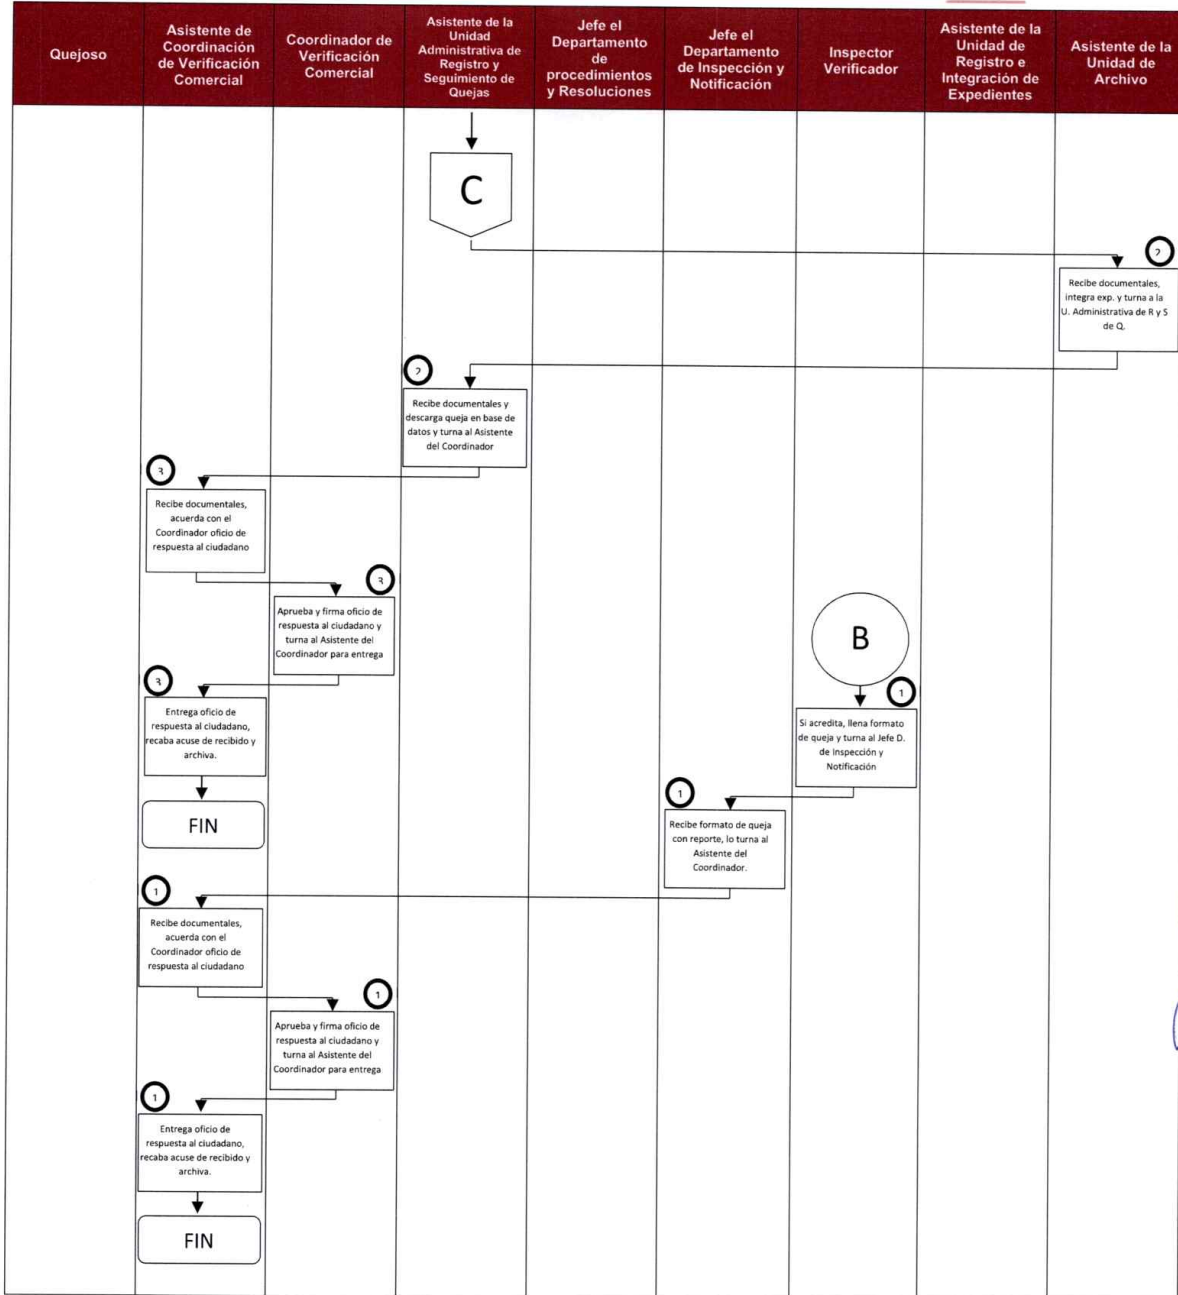 Quejoso
Asistente de
Coordinación
de Verificación
Comercial
Coordinador de
Verificación
Comercial
Asistente de la
Unidad
Administrativa de
Registro y
Seguimiento de
Quejas
Jefe el
Departamento
de
procedimientos
y Resoluciones
Jefe el
Departamento
de Inspección y
Notificación
Inspector
Verificador
Asistente de la
Unidad de
Registro e
Integración de
Expedientes
Asistente de la
Unidad de
Archivo
C
Recibe documentales,
integra exp. y turna a la
U. Administrativa de R y S
de Q.
Recibe documentales y
descarga queja en base de
datos y turna al Asistente
del Coordinador
Recibe documentales,
acuerda con el
Coordinador oficio de
respuesta al ciudadano
Aprueba y firma oficio de
respuesta al ciudadano y
turna al Asistente del
Coordinador para entrega
B
Entrega oficio de
respuesta al ciudadano,
recaba acuse de recibido y
archiva.
FIN
1
Si acredita, llena formato
de queja y turna al Jefe D.
de Inspección y
Notificación
1
Recibe formato de queja
con reporte, lo turna al
Asistente del
Coordinador.
1
Recibe documentales,
acuerda con el
Coordinador oficio de
respuesta al ciudadano
1
Aprueba y firma oficio de
respuesta al ciudadano y
turna al Asistente del
Coordinador para entrega
1
Entrega oficio de
respuesta al ciudadano,
recaba acuse de recibido y
archiva.
FIN